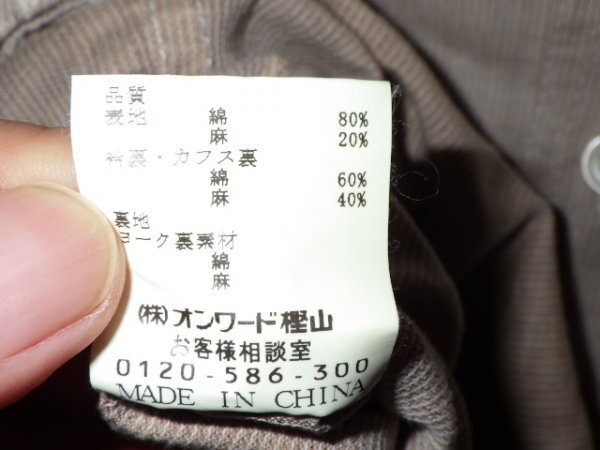 品質
表地 綿 80%
麻 20%
衿裏・カフス裏
綿 60%
麻 40%
裏地
ヨーク裏素材
綿
麻
(株)オンワード樫山
お客様相談室
0120-586-300
MADE IN CHINA